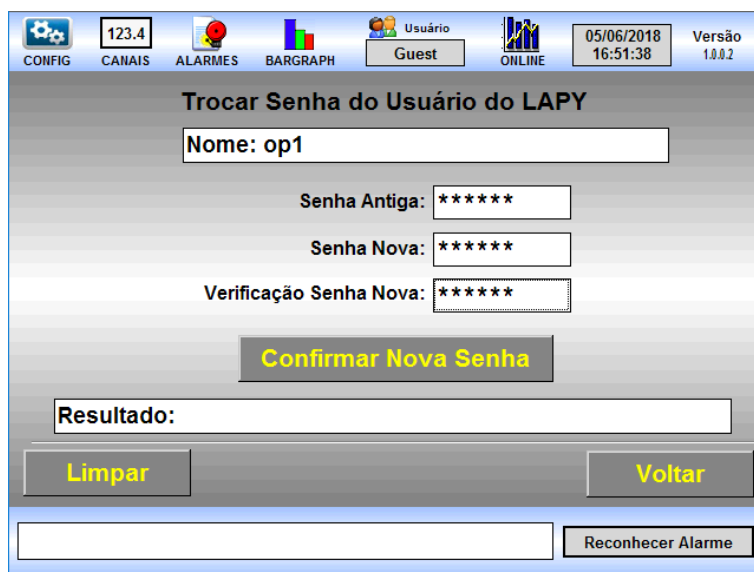 CONFIG
123.4
CANAIS
ALARMES
BARGRAPH
Usuário
Guest
ONLINE
05/06/2018
16:51:38
Versão
1.0.0.2
Trocar Senha do Usuário do LAPY
Nome: op1
Senha Antiga: ******
Senha Nova: ******
Verificação Senha Nova: ******
Confirmar Nova Senha
Resultado:
Limpar
Voltar
Reconhecer Alarme